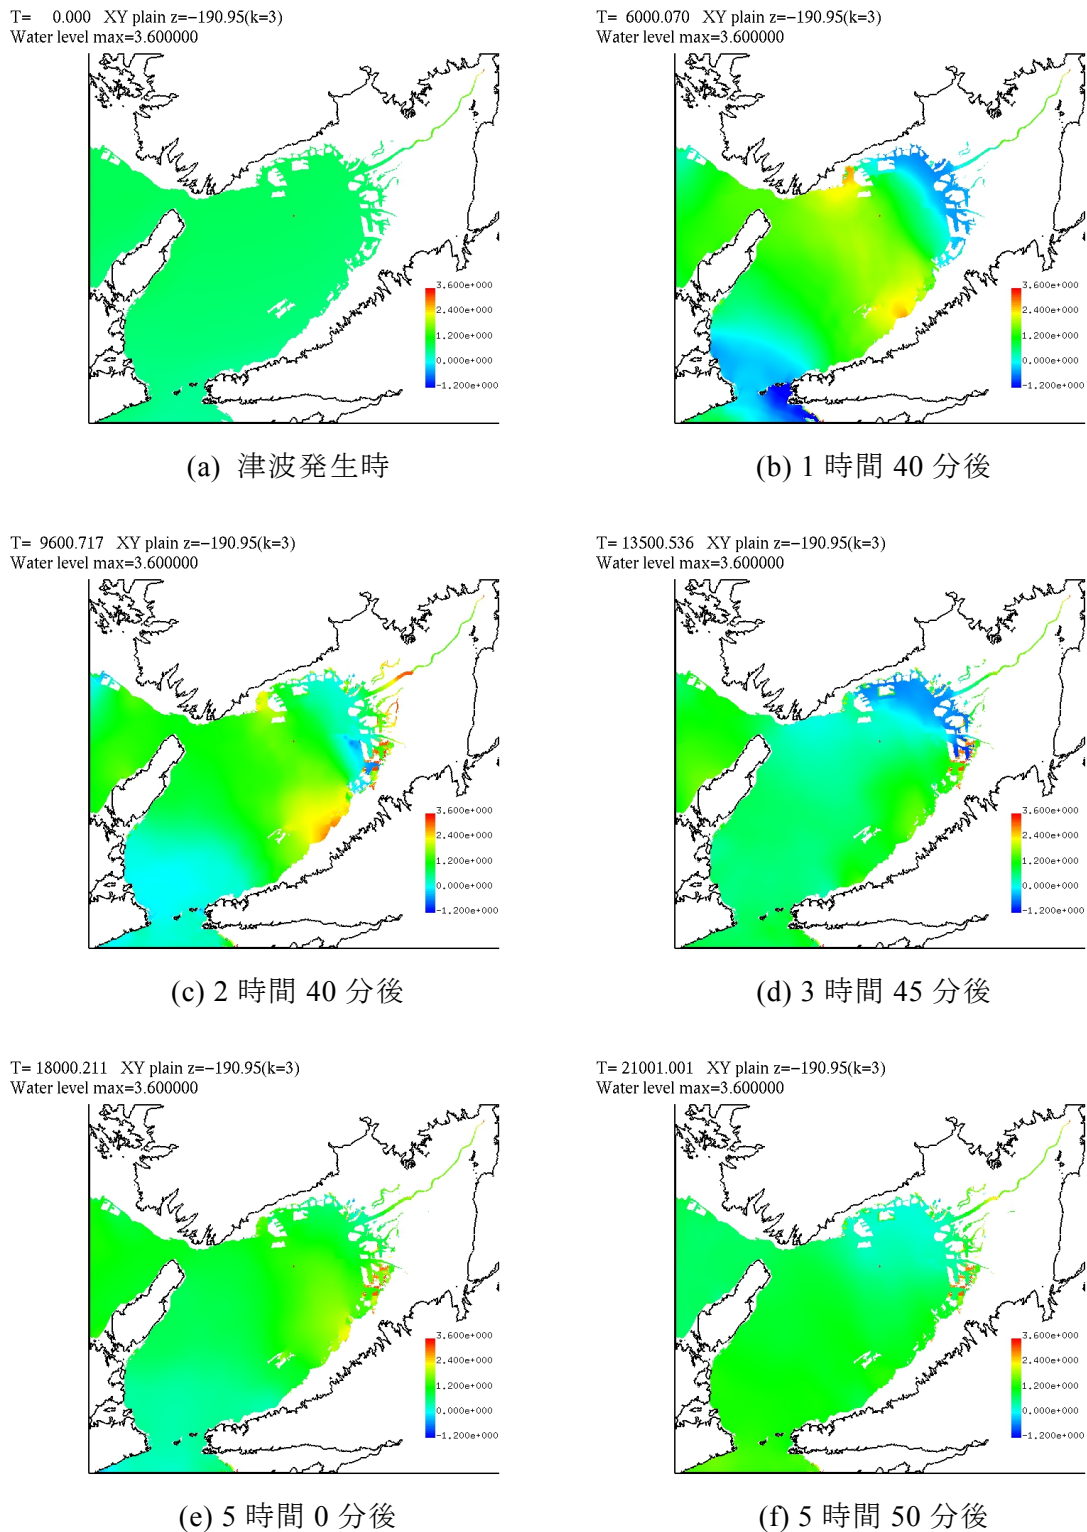 T=    0.000   XY plain z=−190.95(k=3)
Water level max=3.600000
3.600e+000
2.400e+000
1.200e+000
0.000e+000
-1.200e+000
(a) 津波発生時
T= 6000.070   XY plain z=−190.95(k=3)
Water level max=3.600000
3.600e+000
2.400e+000
1.200e+000
0.000e+000
-1.200e+000
(b) 1 時間 40 分後
T= 9600.717   XY plain z=−190.95(k=3)
Water level max=3.600000
3.600e+000
2.400e+000
1.200e+000
0.000e+000
-1.200e+000
(c) 2 時間 40 分後
T= 13500.536   XY plain z=−190.95(k=3)
Water level max=3.600000
3.600e+000
2.400e+000
1.200e+000
0.000e+000
-1.200e+000
(d) 3 時間 45 分後
T= 18000.211   XY plain z=−190.95(k=3)
Water level max=3.600000
3.600e+000
2.400e+000
1.200e+000
0.000e+000
-1.200e+000
(e) 5 時間 0 分後
T= 21001.001   XY plain z=−190.95(k=3)
Water level max=3.600000
3.600e+000
2.400e+000
1.200e+000
0.000e+000
-1.200e+000
(f) 5 時間 50 分後